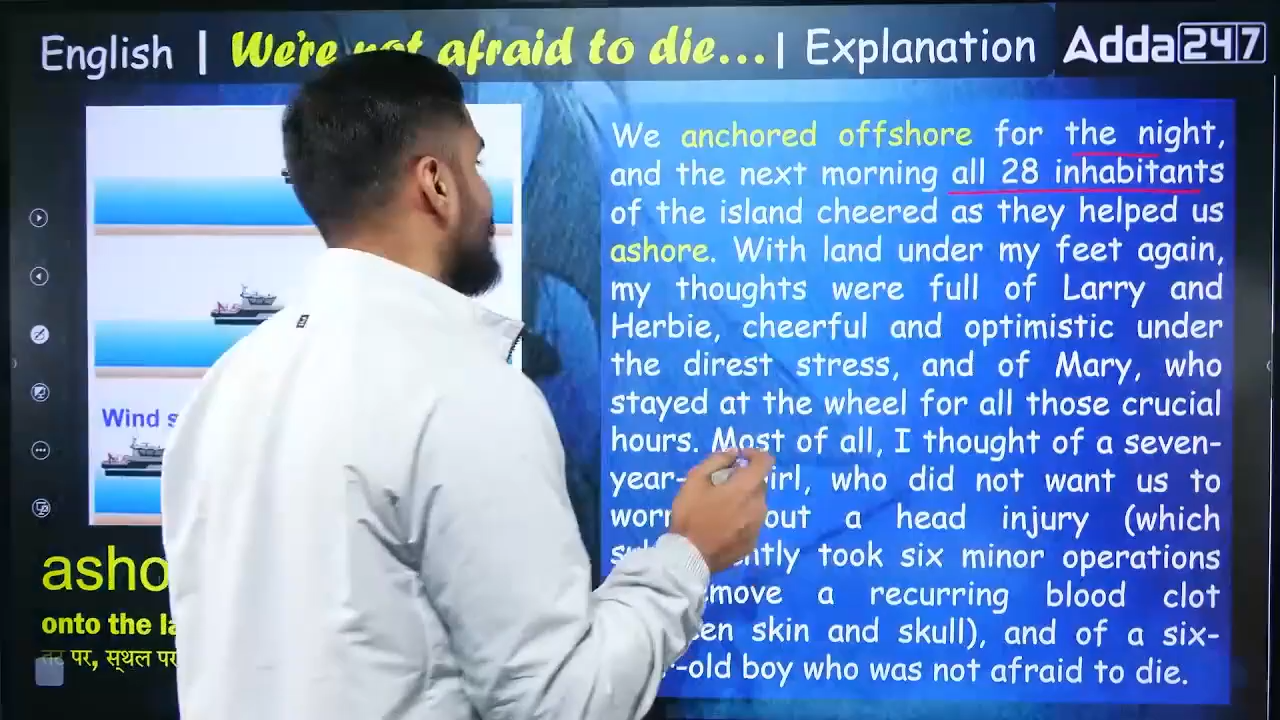 English | We're not afraid to die... | Explanation
Adda247
We anchored offshore for the night,
and the next morning all 28 inhabitants
of the island cheered as they helped us
ashore. With land under my feet again,
my thoughts were full of Larry and
Herbie, cheerful and optimistic under
the direst stress, and of Mary, who
stayed at the wheel for all those crucial
hours. Most of all, I thought of a seven-
year- girl, who did not want us to
a head injury (which
took six minor operations
a recurring blood clot
skin and skull), and of a six-
-old boy who was not afraid to die.
Wind
onto the
पर, स्थल पर